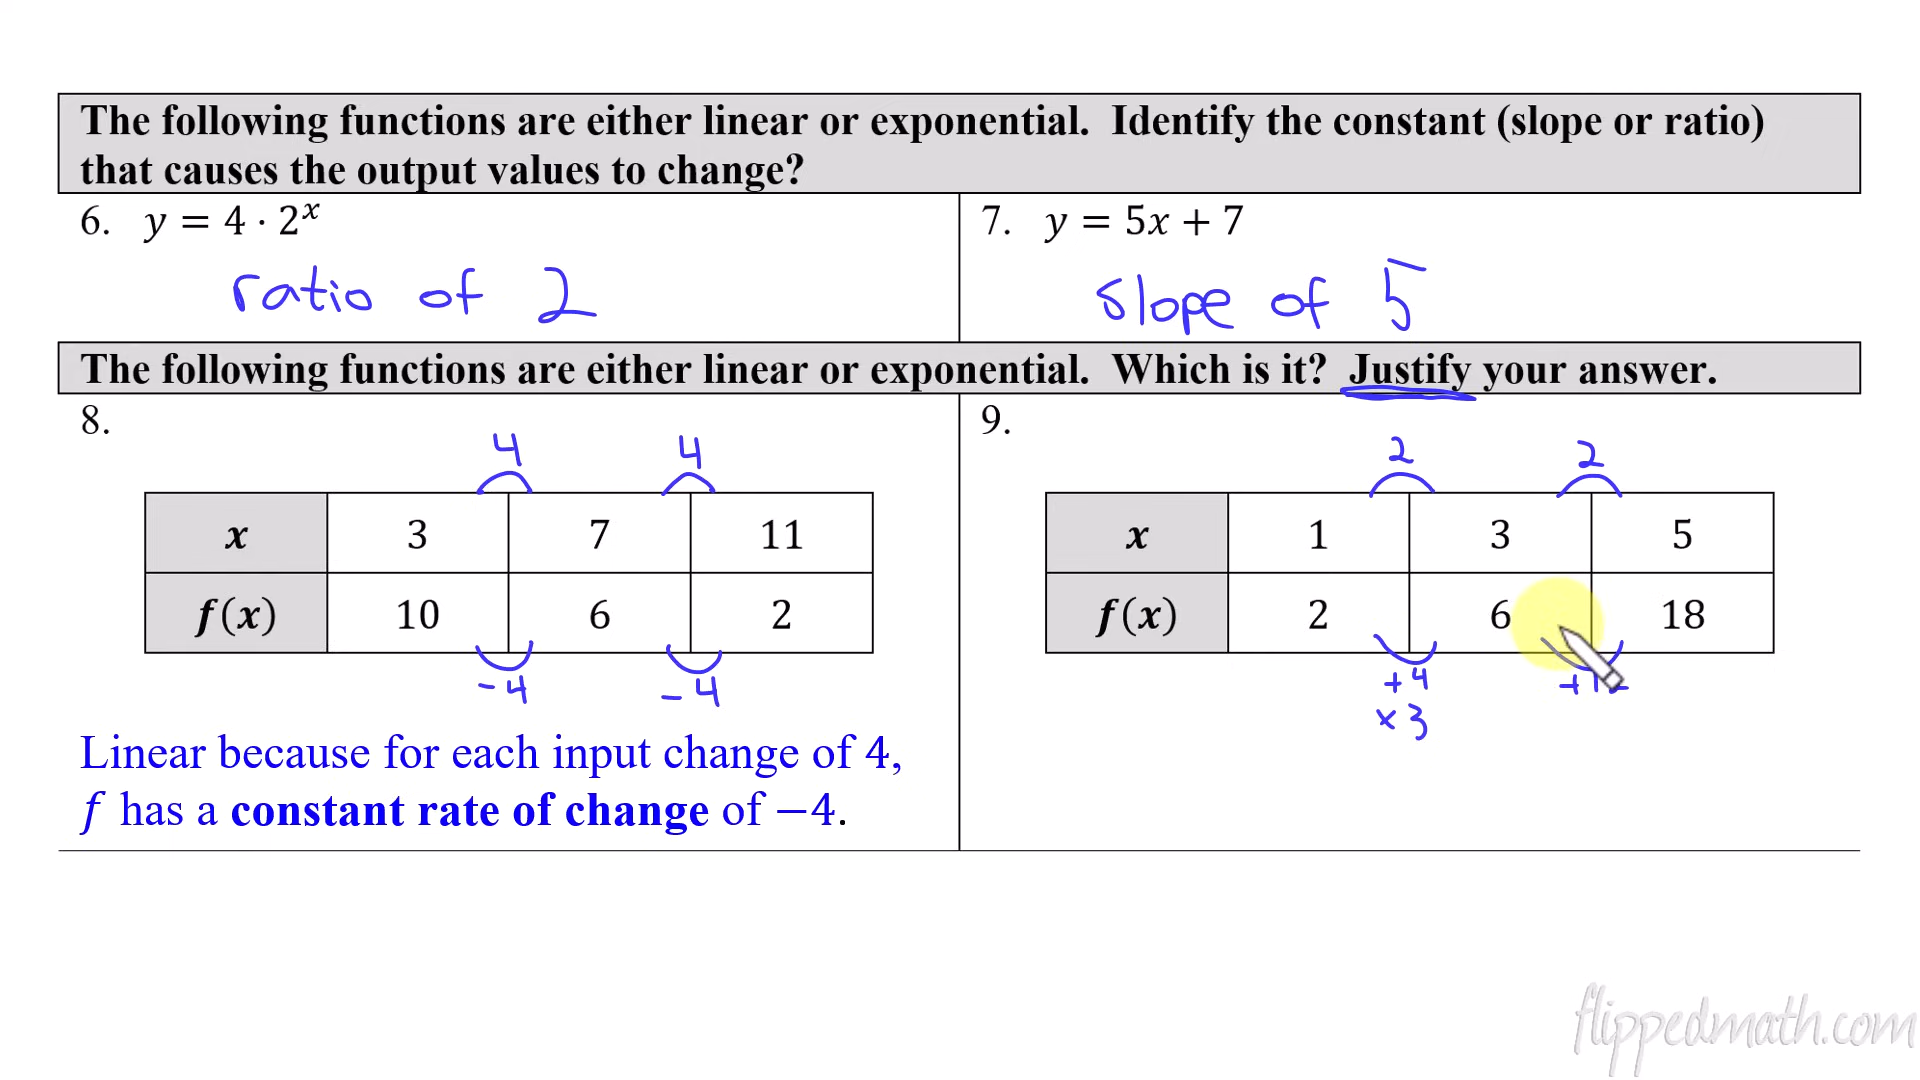 The following functions are either linear or exponential. Identify the constant (slope or ratio)
that causes the output values to change?
6. y = 4 · 2ˣ
7. y = 5x + 7
ratio of 2
slope of 5
The following functions are either linear or exponential. Which is it? Justify your answer.
8.
4 4
x 3 7 11
f(x) 10 6 2
-4 -4
Linear because for each input change of 4,
f has a constant rate of change of −4.
9.
2 2
x 1 3 5
f(x) 2 6 18
+4
×3
flippedmath.com